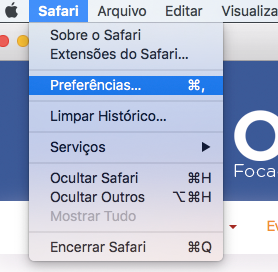 Safari Arquivo Editar Visualiza
Sobre o Safari
Extensões do Safari...
Preferências... ⌘,
Limpar Histórico...
Serviços ▶
Ocultar Safari ⌘H
Ocultar Outros ⌥⌘H
Mostrar Tudo
Encerrar Safari ⌘Q
O
Foca
E